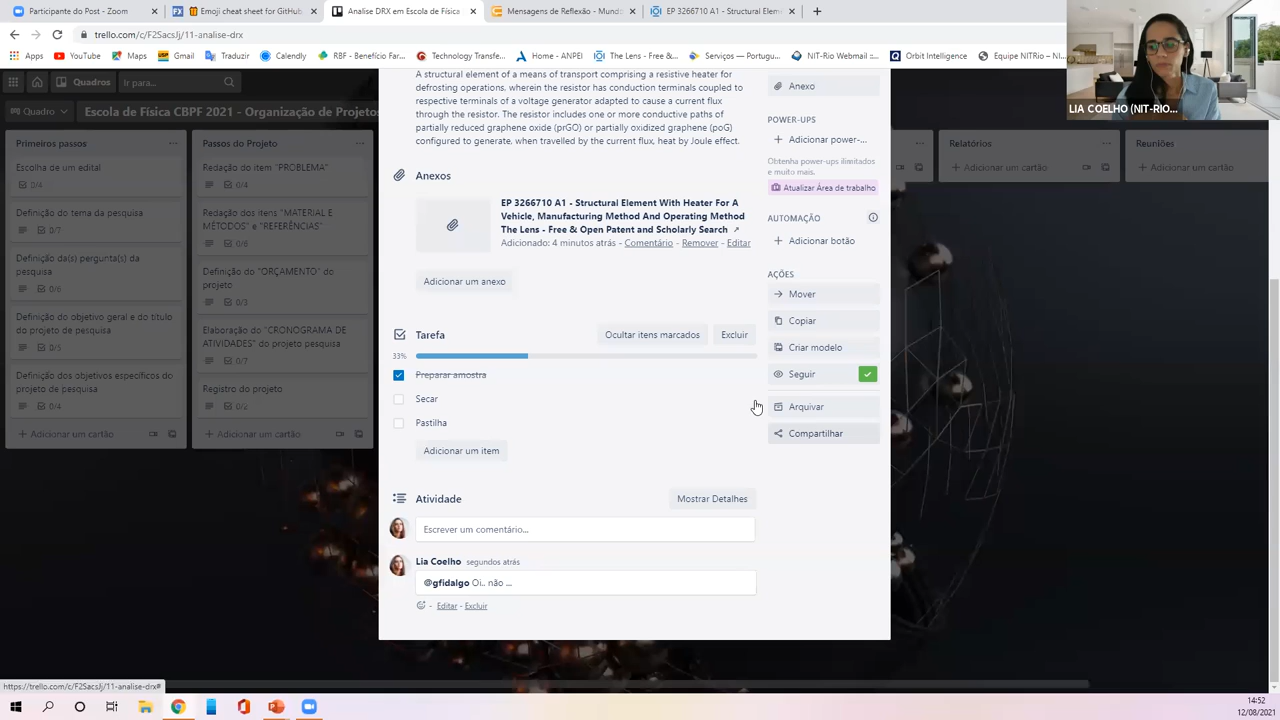 Participante do Post - Zoom
Emoji cheat sheet for GitHub,
Analise DRX em Escola de Física
Mensagens de Reflexão - Mundo
EP 3266710 A1 - Structural Elem
trello.com/c/F2SacsJj/11-analise-drx
Apps
YouTube
Maps
Traduzir
Calendly
RBF - Benefício Far...
Technology Transfe...
Home - ANPEI
The Lens - Free &...
Serviços — Portugu...
NIT-Rio Webmail ::...
Orbit Intelligence
Equipe NITRio – NI...
LIA COELHO (NIT-RIO...
Quadros
Ir para...
Quadro
Escola de Física CBPF 2021 - Organização de Projetos
Primeiros passos
Escolha de um edital
0/4
Definição do tema da pesquisa
0/6
Definição da(s) pergunta(s) da
pesquisa
0/6
Definição do objetivo geral e do título
do projeto de pesquisa
0/5
Definição dos objetivos específicos do
projeto de pesquisa
0/4
Adicionar um cartão
Passos do Projeto
Redação do item "PROBLEMA"
0/4
Redação dos itens "MATERIAL E
MÉTODOS" e "REFERÊNCIAS"
0/6
Definição do "ORÇAMENTO" do
projeto
0/3
Elaboração do "CRONOGRAMA DE
ATIVIDADES" do projeto pesquisa
0/7
Registro do projeto
0/2
Adicionar um cartão
A structural element of a means of transport comprising a resistive heater for
defrosting operations, wherein the resistor has conduction terminals coupled to
respective terminals of a voltage generator adapted to cause a current flux
through the resistor. The resistor includes one or more conductive paths of
partially reduced graphene oxide (prGO) or partially oxidized graphene (poG)
configured to generate, when travelled by the current flux, heat by Joule effect.
Anexos
EP 3266710 A1 - Structural Element With Heater For A
Vehicle, Manufacturing Method And Operating Method
The Lens - Free & Open Patent and Scholarly Search ↗
Adicionado: 4 minutos atrás - Comentário - Remover - Editar
Adicionar um anexo
Tarefa
Ocultar itens marcados
Excluir
33%
Preparar amostra
Secar
Pastilha
Adicionar um item
Atividade
Mostrar Detalhes
Escrever um comentário...
Lia Coelho segundos atrás
@gfidalgo Oi.. não ...
- Editar - Excluir
Anexo
POWER-UPS
Adicionar power-...
Obtenha power-ups ilimitados
e muito mais.
Atualizar Área de trabalho
AUTOMAÇÃO
Adicionar botão
AÇÕES
Mover
Copiar
Criar modelo
Seguir
Arquivar
Compartilhar
Adicionar um cartão
Relatórios
Adicionar um cartão
Reuniões
Adicionar um cartão
https://trello.com/c/F2SacsJj/11-analise-drx#
14:52
12/08/2021